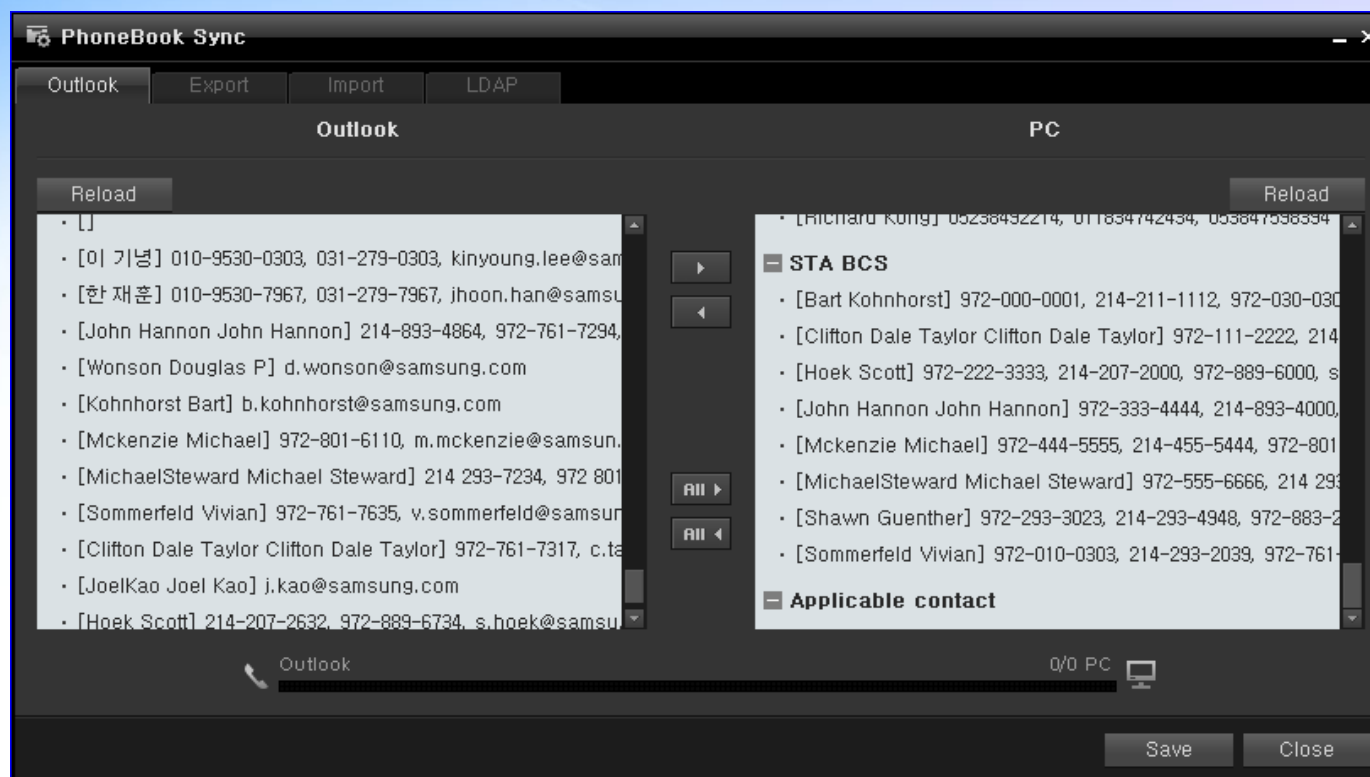 PhoneBook Sync
Outlook Export Import LDAP
Outlook
PC
Reload
Reload
· []
· [이 기녕] 010-9530-0303, 031-279-0303, kinyoung.lee@sam
· [한 재훈] 010-9530-7967, 031-279-7967, jhoon.han@samsu
· [John Hannon John Hannon] 214-893-4864, 972-761-7294,
· [Wonson Douglas P] d.wonson@samsung.com
· [Kohnhorst Bart] b.kohnhorst@samsung.com
· [Mckenzie Michael] 972-801-6110, m.mckenzie@samsun.
· [MichaelSteward Michael Steward] 214 293-7234, 972 801
· [Sommerfeld Vivian] 972-761-7635, v.sommerfeld@samsur
· [Clifton Dale Taylor Clifton Dale Taylor] 972-761-7317, c.ta
· [JoelKao Joel Kao] j.kao@samsung.com
· [Hoek Scott] 214-207-2632, 972-889-6734, s.hoek@samsu.
All
All
· [Richard Kong] 05238492214, 011834742434, 053847598394
STA BCS
· [Bart Kohnhorst] 972-000-0001, 214-211-1112, 972-030-030
· [Clifton Dale Taylor Clifton Dale Taylor] 972-111-2222, 214
· [Hoek Scott] 972-222-3333, 214-207-2000, 972-889-6000, s
· [John Hannon John Hannon] 972-333-4444, 214-893-4000,
· [Mckenzie Michael] 972-444-5555, 214-455-5444, 972-801
· [MichaelSteward Michael Steward] 972-555-6666, 214 293
· [Shawn Guenther] 972-293-3023, 214-293-4948, 972-883-2
· [Sommerfeld Vivian] 972-010-0303, 214-293-2039, 972-761-
Applicable contact
Outlook
0/0 PC
Save Close